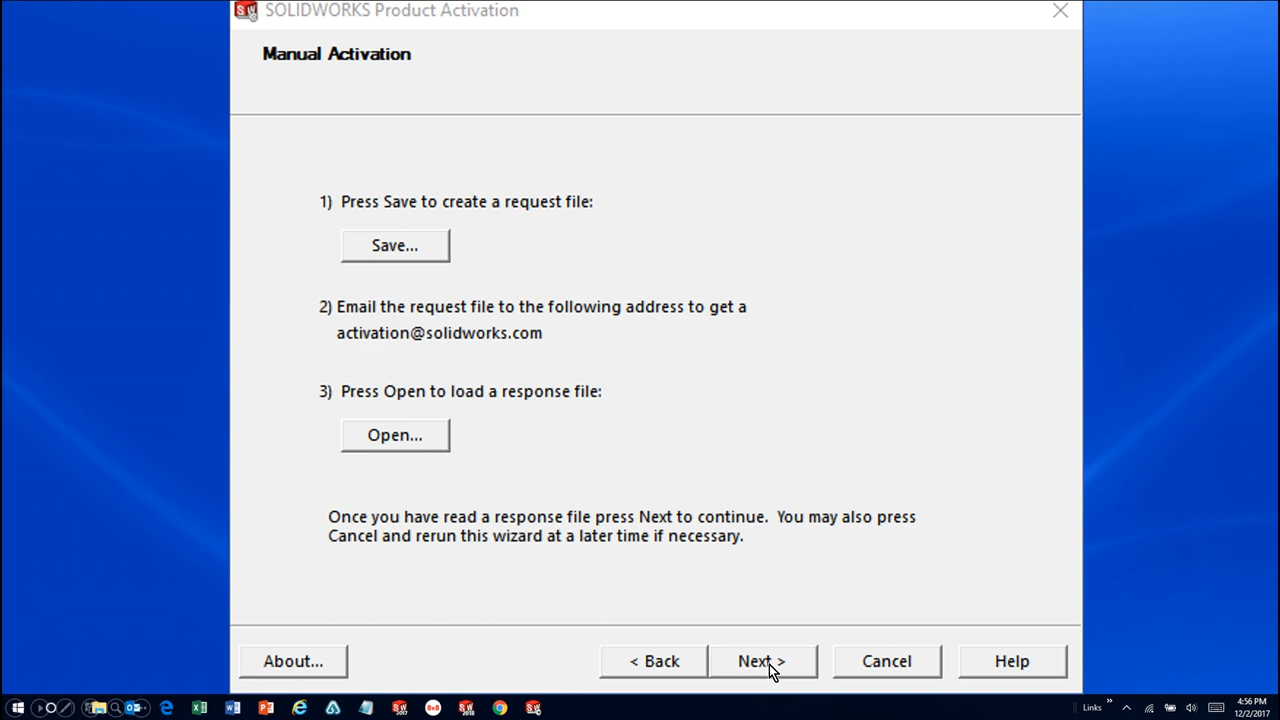 SOLIDWORKS Product Activation
Manual Activation
1) Press Save to create a request file:
Save...
2) Email the request file to the following address to get a
activation@solidworks.com
3) Press Open to load a response file:
Open...
Once you have read a response file press Next to continue. You may also press
Cancel and rerun this wizard at a later time if necessary.
About...
< Back
Next >
Cancel
Help
Links
4:56 PM
12/2/2017